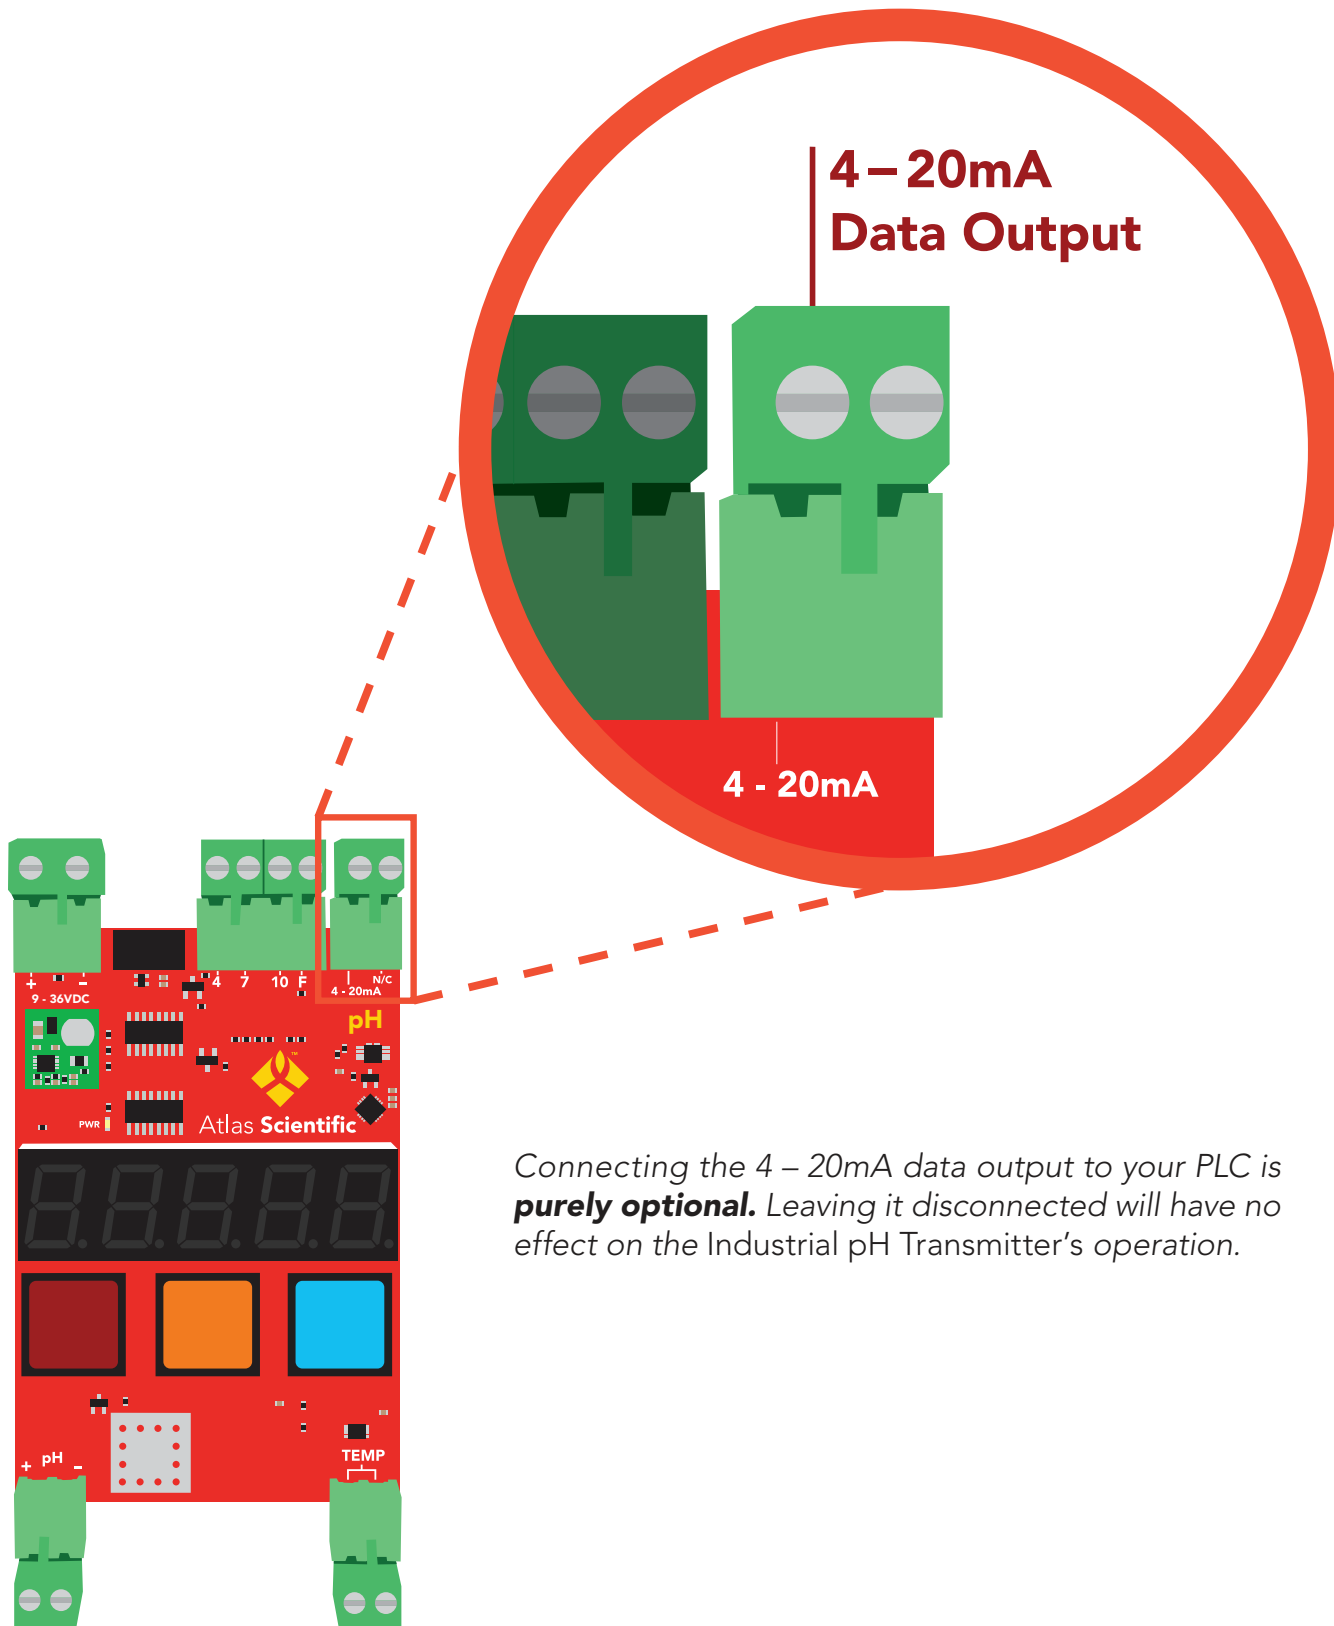 4 – 20mA
Data Output
4 - 20mA
+ -
9 - 36VDC
4 7 10 F
4 - 20mA
N/C
pH
PWR
™
Atlas Scientific
Connecting the 4 – 20mA data output to your PLC is
purely optional. Leaving it disconnected will have no
effect on the Industrial pH Transmitter's operation.
+ pH -
TEMP